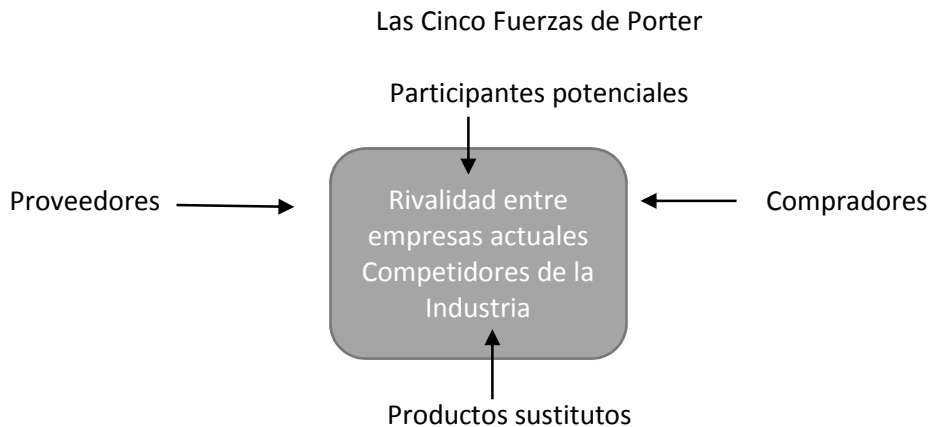 Las Cinco Fuerzas de Porter
Participantes potenciales
Proveedores
Rivalidad entre
empresas actuales
Competidores de la
Industria
Compradores
Productos sustitutos